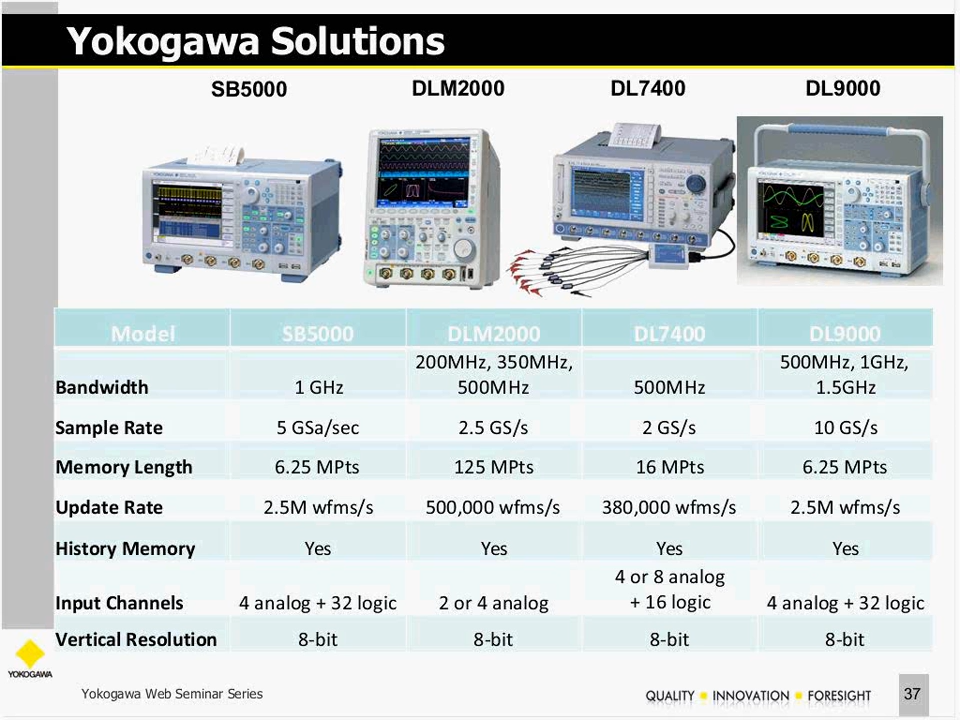 Yokogawa Solutions
SB5000 DLM2000 DL7400 DL9000
Model SB5000 DLM2000 DL7400 DL9000
Bandwidth 1 GHz 200MHz, 350MHz, 500MHz 500MHz 500MHz, 1GHz, 1.5GHz
Sample Rate 5 GSa/sec 2.5 GS/s 2 GS/s 10 GS/s
Memory Length 6.25 MPts 125 MPts 16 MPts 6.25 MPts
Update Rate 2.5M wfms/s 500,000 wfms/s 380,000 wfms/s 2.5M wfms/s
History Memory Yes Yes Yes Yes
Input Channels 4 analog + 32 logic 2 or 4 analog 4 or 8 analog + 16 logic 4 analog + 32 logic
Vertical Resolution 8-bit 8-bit 8-bit 8-bit
YOKOGAWA
Yokogawa Web Seminar Series
QUALITY INNOVATION FORESIGHT
37